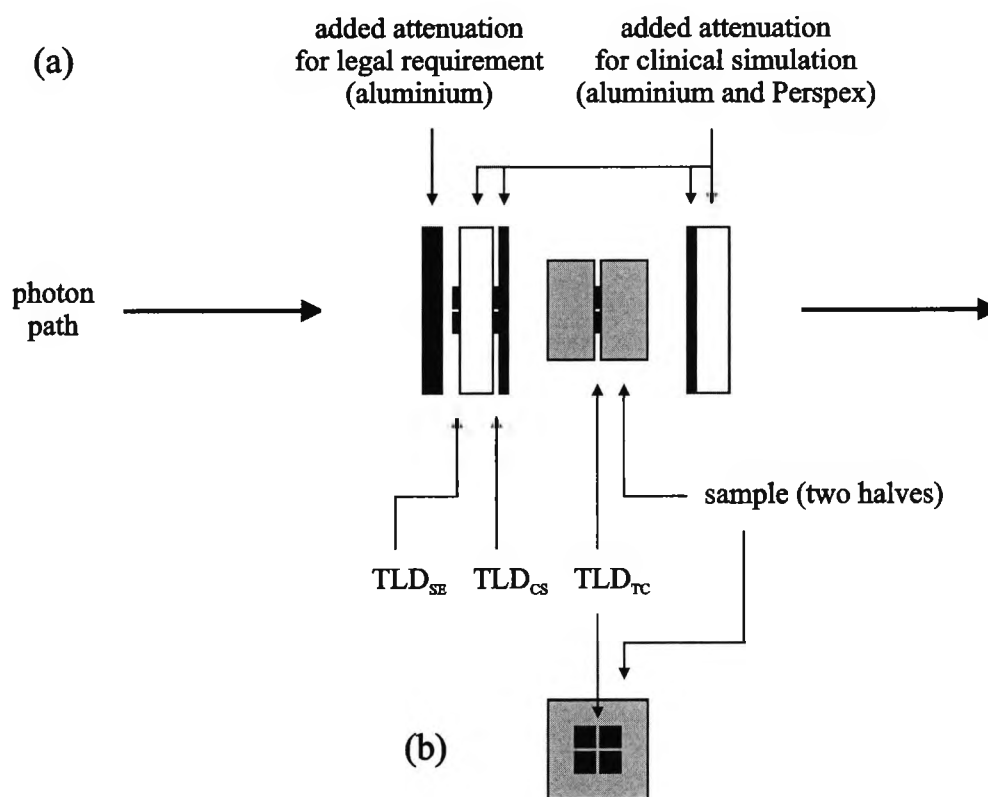 (a)
added attenuation
for legal requirement
(aluminium)
added attenuation
for clinical simulation
(aluminium and Perspex)
photon
path
sample (two halves)
TLD_SE
TLD_CS
TLD_TC
(b)